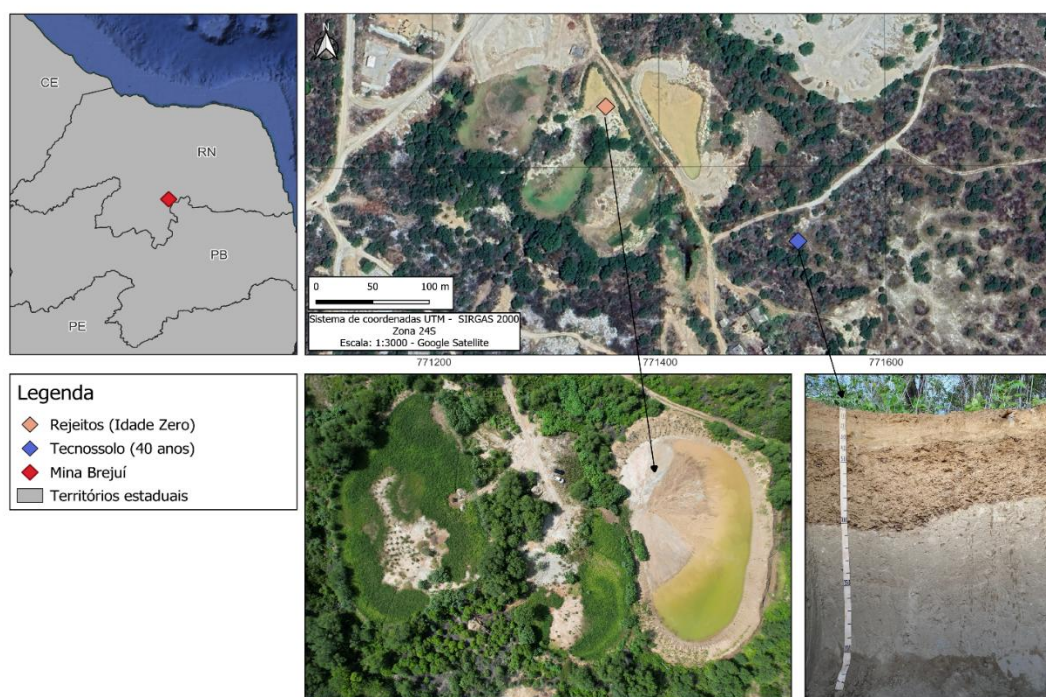 CE
RN
PB
PE
N
0 50 100 m
Sistema de coordenadas UTM - SIRGAS 2000
Zona 24S
Escala: 1:3000 - Google Satellite
771200
771400
771600
Legenda
Rejeitos (Idade Zero)
Tecnossolo (40 anos)
Mina Brejuí
Territórios estaduais